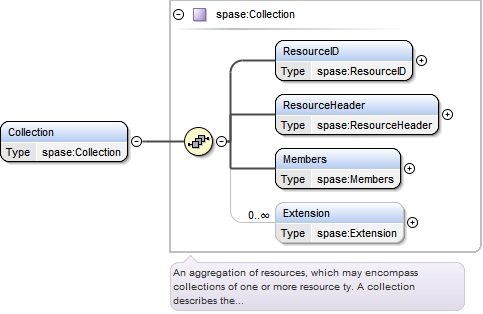 spase:Collection
ResourceID
Type spase:ResourceID
ResourceHeader
Type spase:ResourceHeader
Collection
Type spase:Collection
Members
Type spase:Members
0..∞
Extension
Type spase:Extension
An aggregation of resources, which may encompass
collections of one or more resource ty. A collection
describes the...